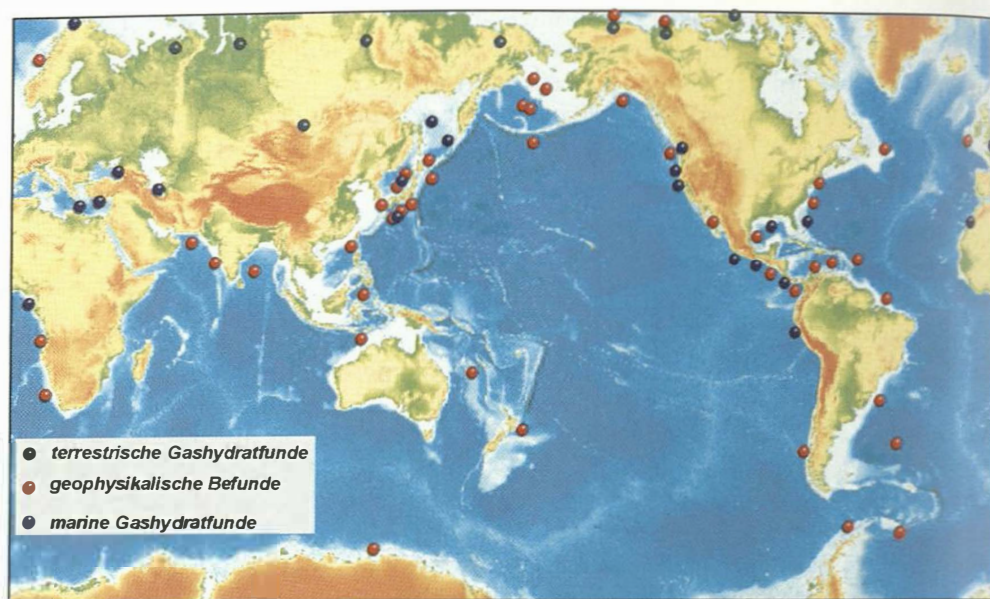 terrestrische Gashydratfunde
geophysikalische Befunde
marine Gashydratfunde